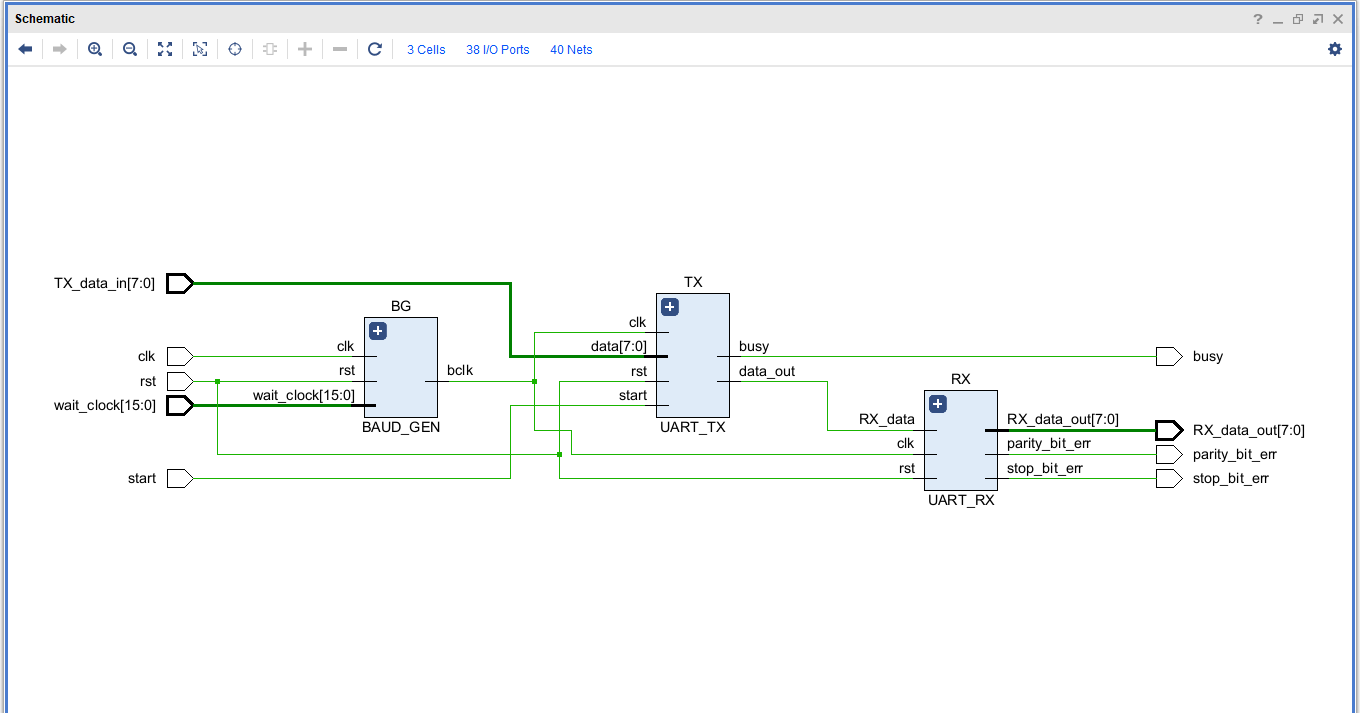 Schematic
3 Cells
38 I/O Ports
40 Nets
TX_data_in[7:0]
clk
rst
wait_clock[15:0]
start
BG
clk
rst
wait_clock[15:0]
bclk
BAUD_GEN
TX
clk
data[7:0]
rst
start
busy
data_out
UART_TX
RX
RX_data
clk
rst
RX_data_out[7:0]
parity_bit_err
stop_bit_err
UART_RX
busy
RX_data_out[7:0]
parity_bit_err
stop_bit_err